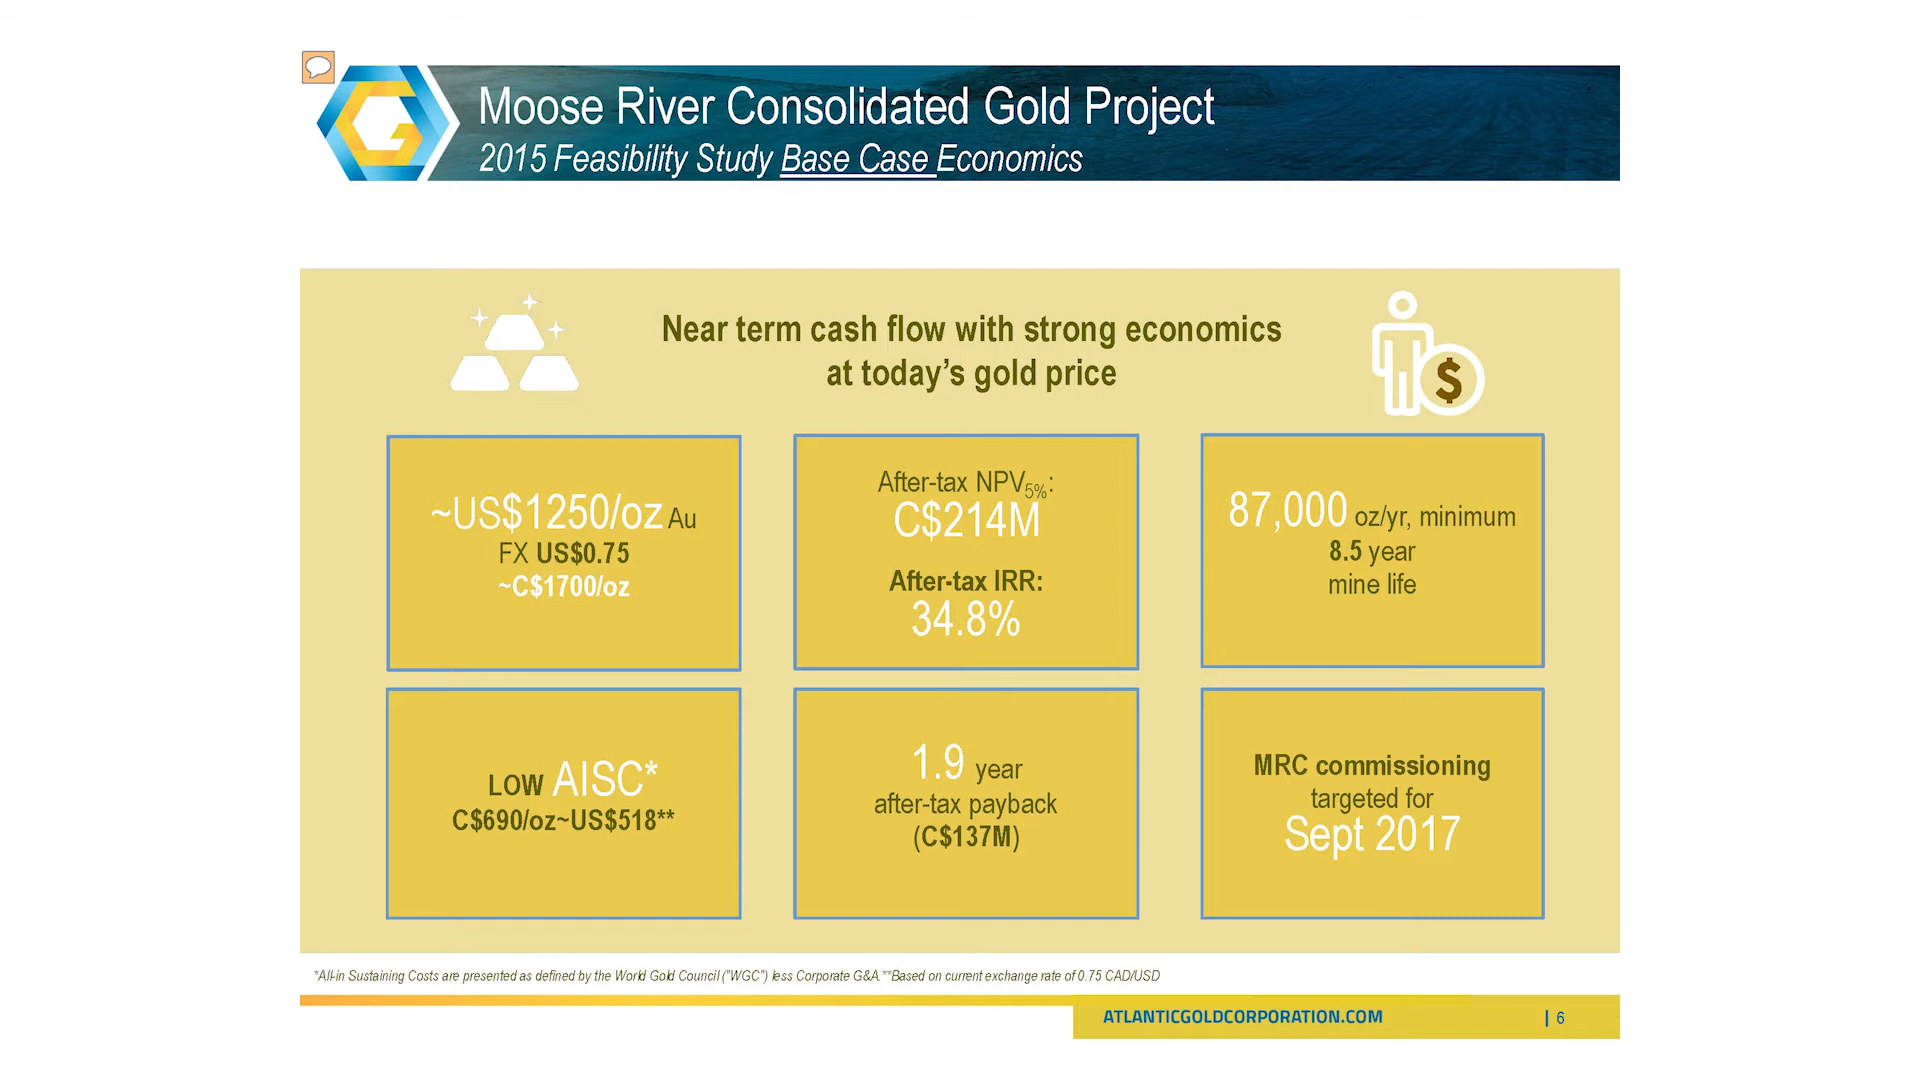 Moose River Consolidated Gold Project
2015 Feasibility Study Base Case Economics
Near term cash flow with strong economics
at today's gold price
$
~US$1250/oz Au
FX US$0.75
~C$1700/oz
After-tax NPV5%:
C$214M
After-tax IRR:
34.8%
87,000 oz/yr, minimum
8.5 year
mine life
LOW AISC*
C$690/oz~US$518**
1.9 year
after-tax payback
(C$137M)
MRC commissioning
targeted for
Sept 2017
*All-in Sustaining Costs are presented as defined by the World Gold Council ("WGC") less Corporate G&A.**Based on current exchange rate of 0.75 CAD/USD
ATLANTICGOLDCORPORATION.COM
| 6